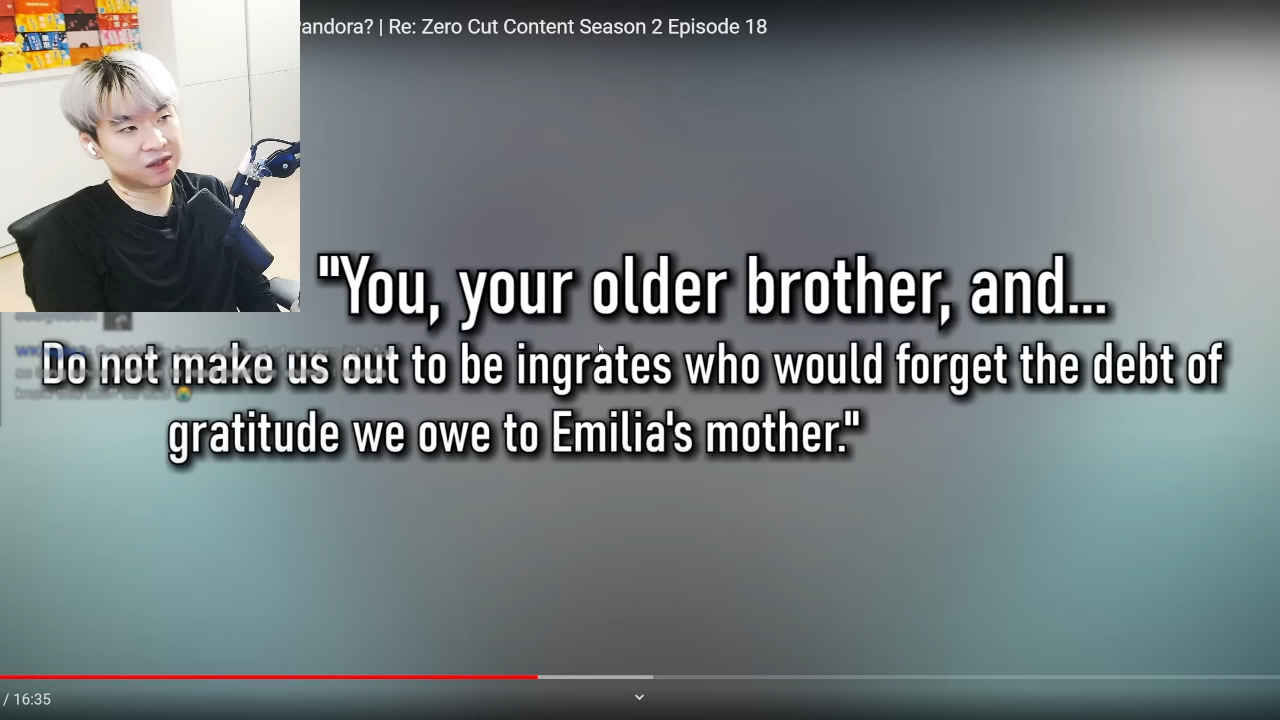 andora? | Re: Zero Cut Content Season 2 Episode 18
"You, your older brother, and...
Do not make us out to be ingrates who would forget the debt of
gratitude we owe to Emilia's mother."
/ 16:35